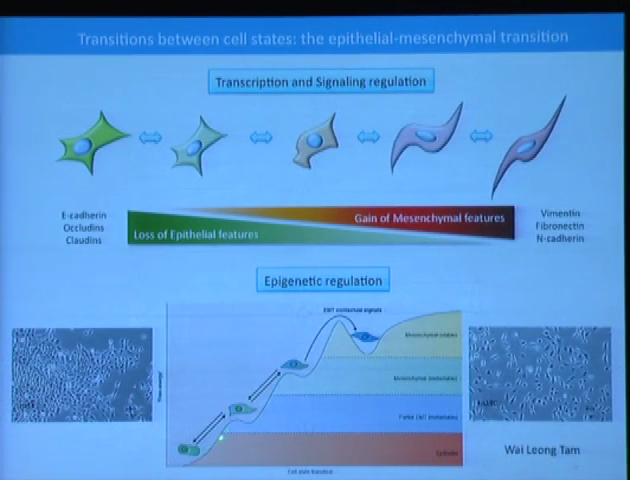 Transitions between cell states: the epithelial-mesenchymal transition
Transcription and Signaling regulation
E-cadherin
Occludins
Claudins
Gain of Mesenchymal features
Loss of Epithelial features
Vimentin
Fibronectin
N-cadherin
Epigenetic regulation
EMT contextual signals
Mesenchymal (stable)
Mesenchymal (metastable)
Partial EMT (metastable)
Epithelial
Free energy
Cell state transition
Wai Leong Tam